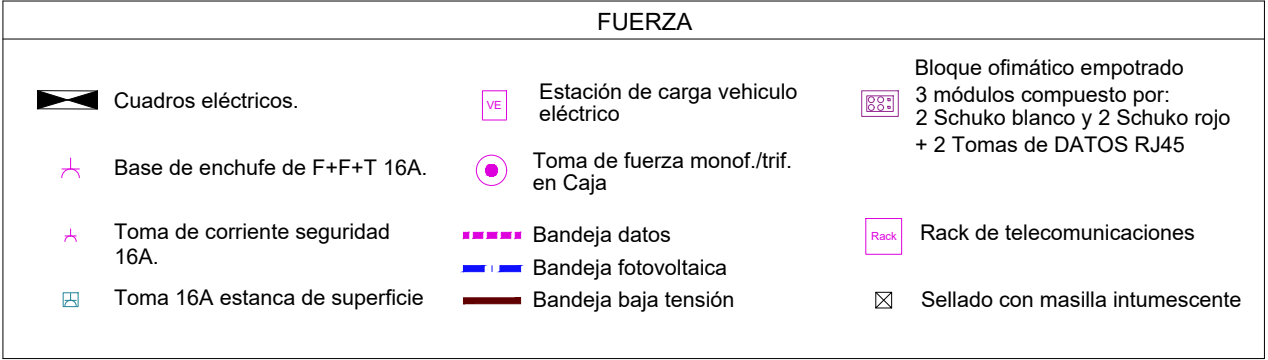 FUERZA
Cuadros eléctricos.
Base de enchufe de F+F+T 16A.
Toma de corriente seguridad
16A.
Toma 16A estanca de superficie
VE
Estación de carga vehiculo
eléctrico
Toma de fuerza monof./trif.
en Caja
Bandeja datos
Bandeja fotovoltaica
Bandeja baja tensión
Bloque ofimático empotrado
3 módulos compuesto por:
2 Schuko blanco y 2 Schuko rojo
+ 2 Tomas de DATOS RJ45
Rack
Rack de telecomunicaciones
Sellado con masilla intumescente